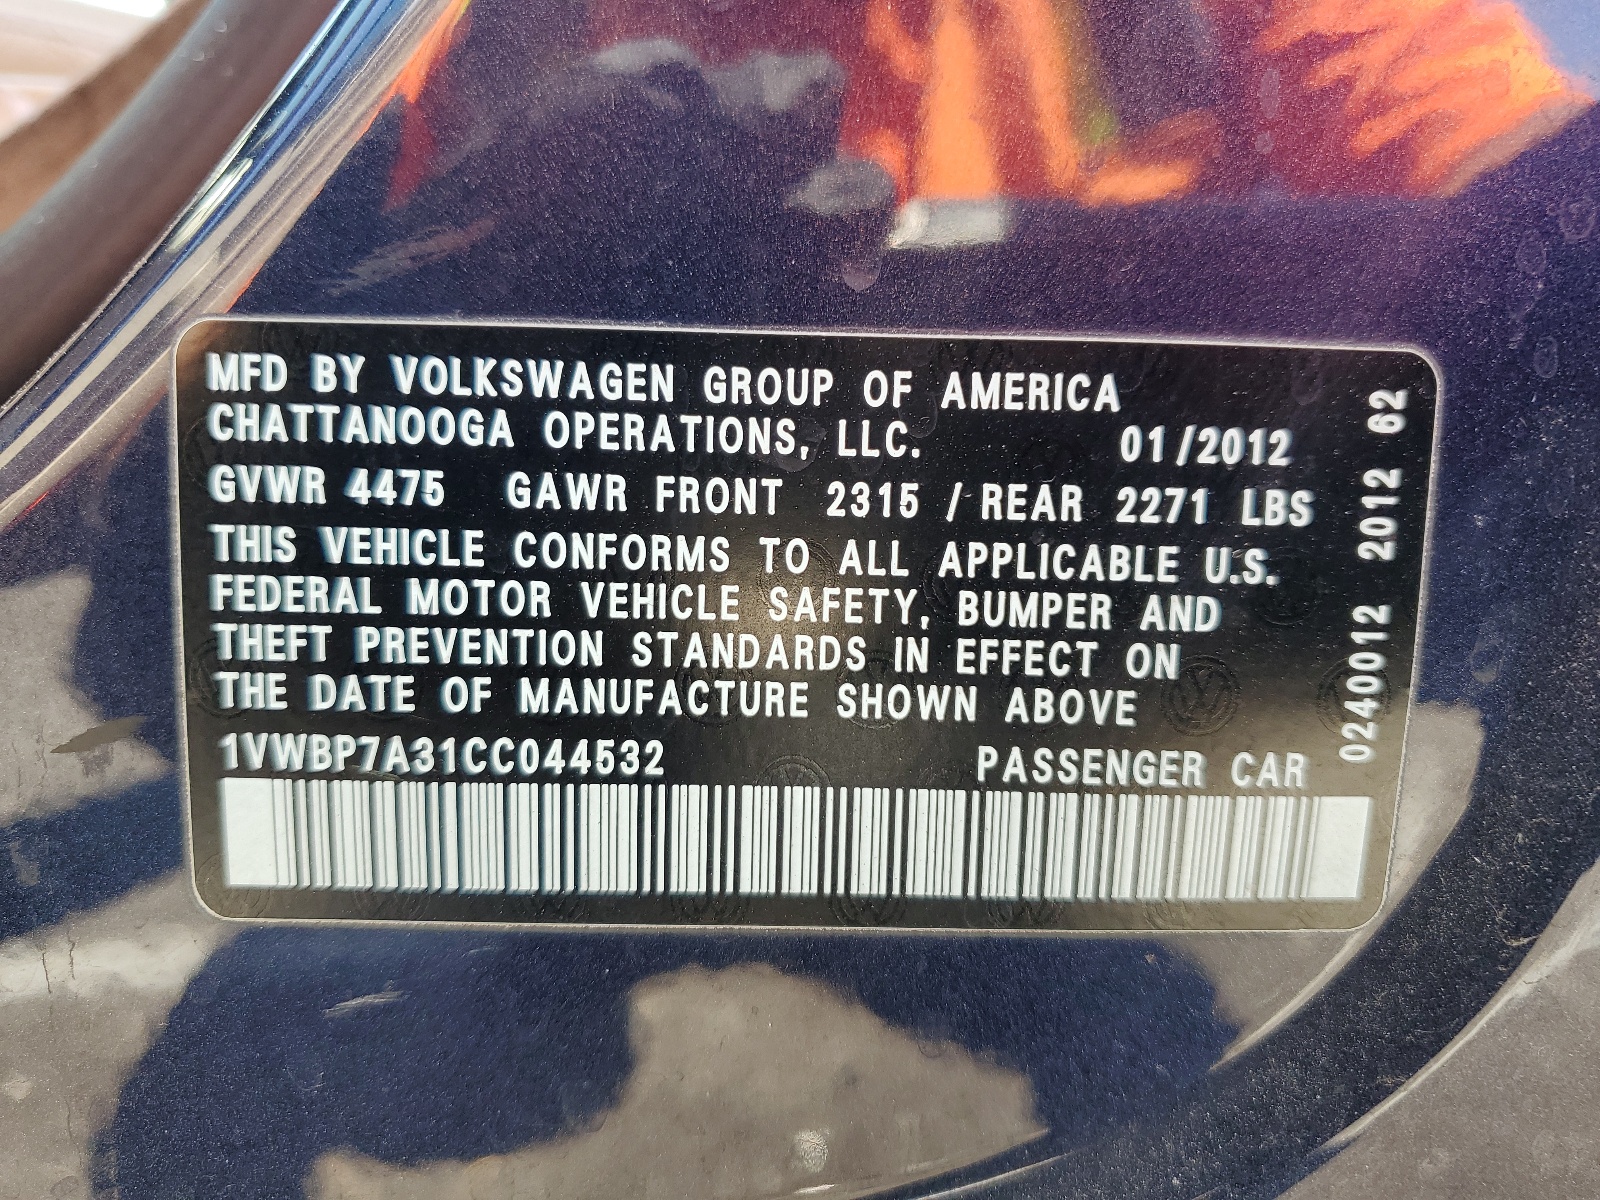 MFD BY VOLKSWAGEN GROUP OF AMERICA
CHATTANOOGA OPERATIONS, LLC. 01/2012
GVWR 4475 GAWR FRONT 2315 / REAR 2271 LBS
THIS VEHICLE CONFORMS TO ALL APPLICABLE U.S.
FEDERAL MOTOR VEHICLE SAFETY, BUMPER AND
THEFT PREVENTION STANDARDS IN EFFECT ON
THE DATE OF MANUFACTURE SHOWN ABOVE
1VWBP7A31CC044532 PASSENGER CAR
0240012 2012 62